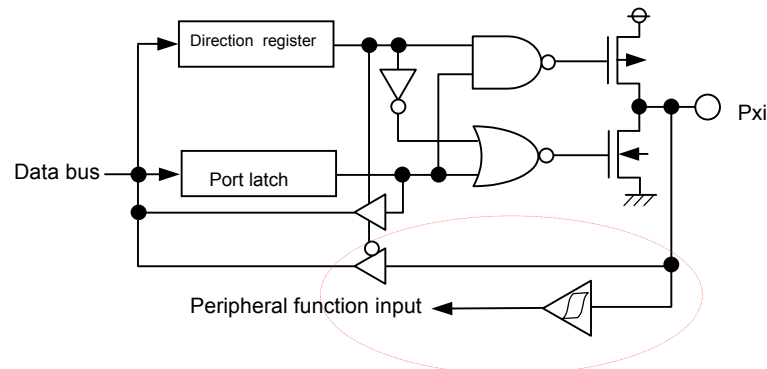 Direction register
Pxi
Data bus
Port latch
Peripheral function input